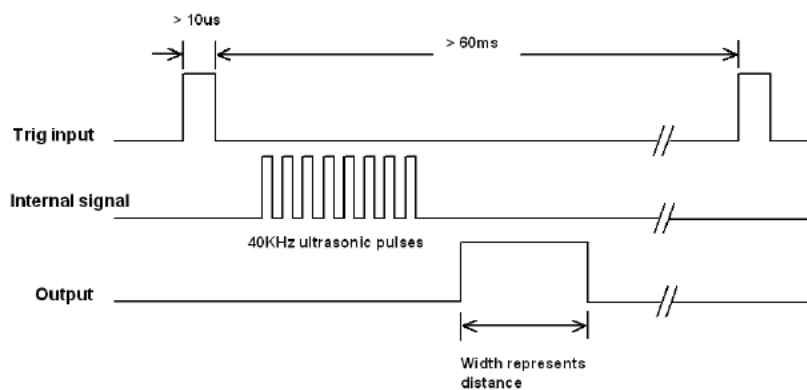 > 10us
> 60ms
Trig input
Internal signal
40KHz ultrasonic pulses
Output
Width represents
distance